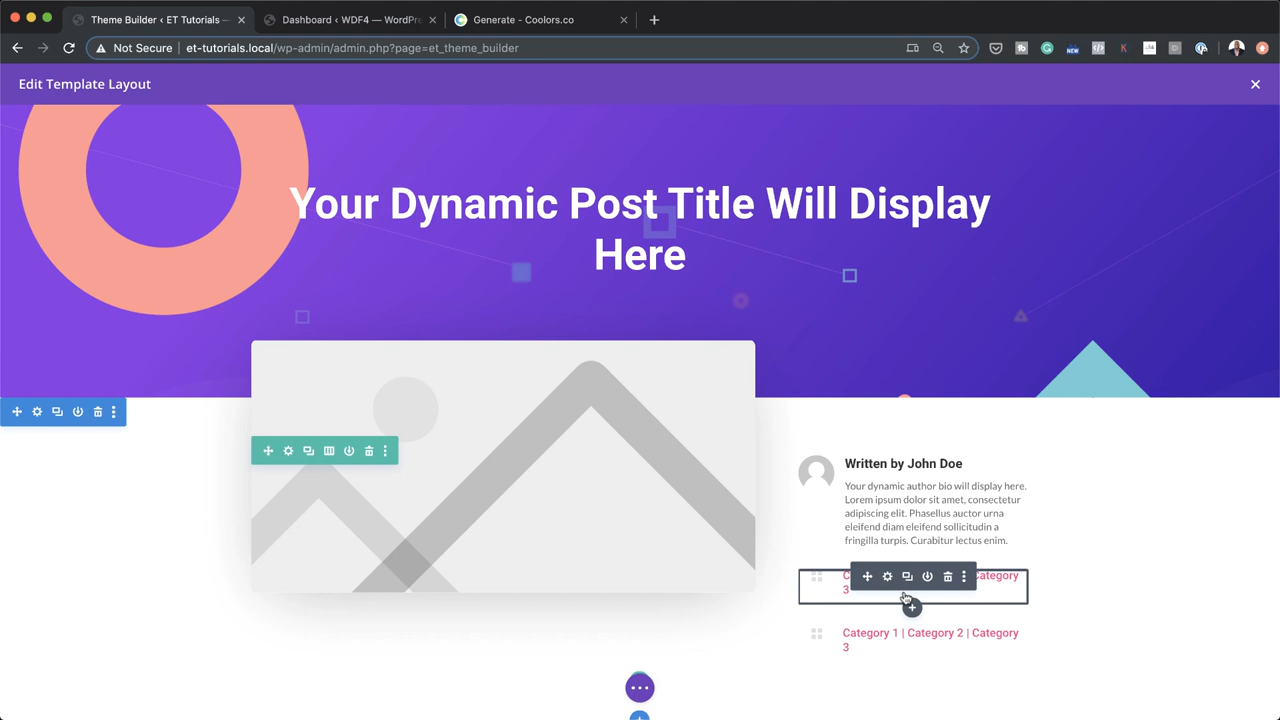 Theme Builder ‹ ET Tutorials —
Dashboard ‹ WDF4 — WordPre
Generate - Coolors.co
Not Secure | et-tutorials.local/wp-admin/admin.php?page=et_theme_builder
Edit Template Layout
Your Dynamic Post Title Will Display
Here
Written by John Doe
Your dynamic author bio will display here.
Lorem ipsum dolor sit amet, consectetur
adipiscing elit. Phasellus auctor urna
eleifend diam eleifend sollicitudin a
fringilla turpis. Curabitur lectus enim.
Category
3
Category 1 | Category 2 | Category
3